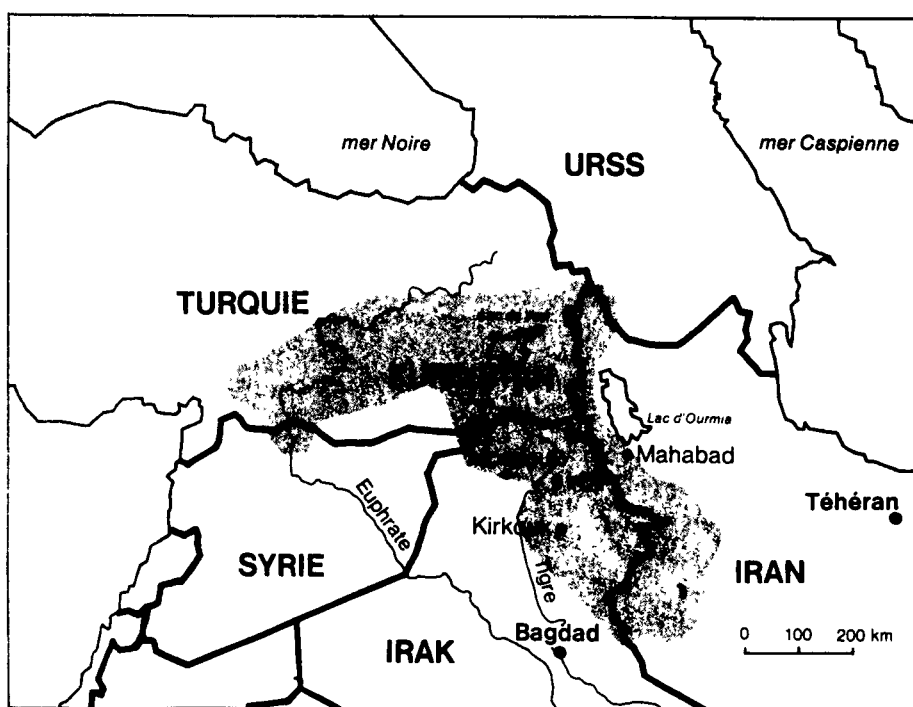 mer Noire
URSS
mer Caspienne
TURQUIE
Lac d'Ourmia
Mahabad
Téhéran
Euphrate
Tigre
SYRIE
IRAN
Bagdad
IRAK
0 100 200 km